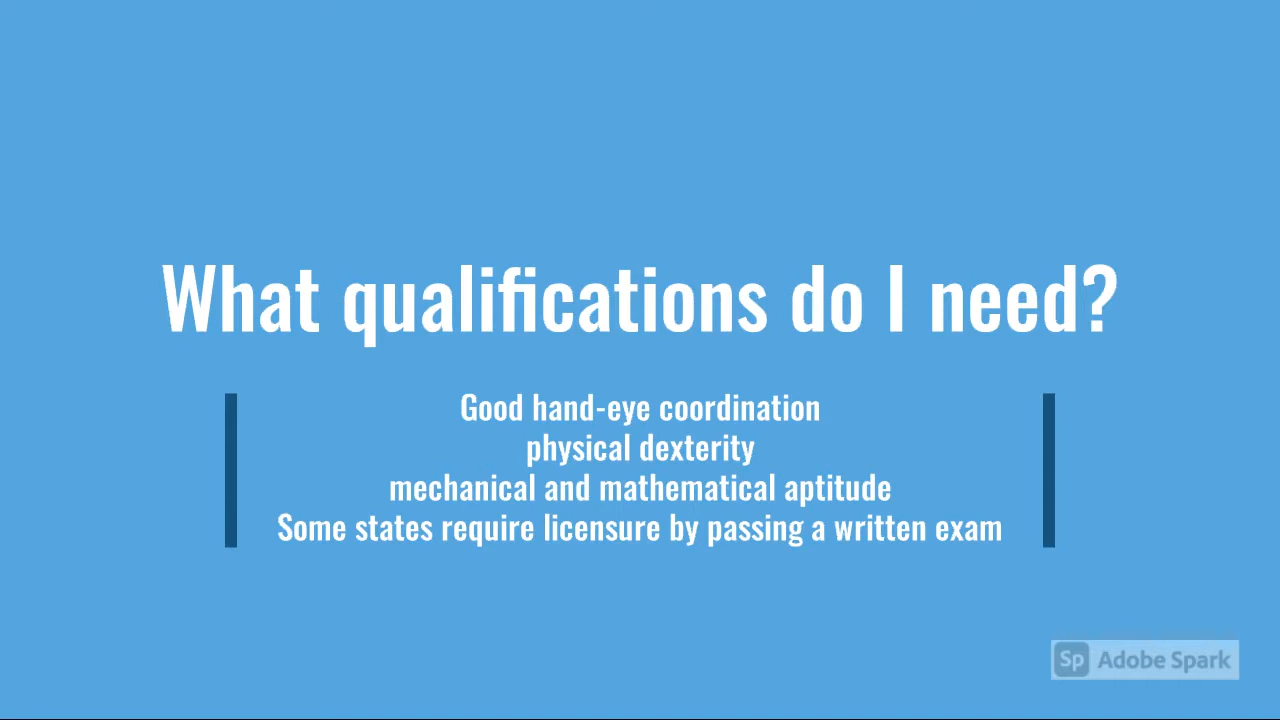 What qualifications do I need?
Good hand-eye coordination
physical dexterity
mechanical and mathematical aptitude
Some states require licensure by passing a written exam
Sp Adobe Spark